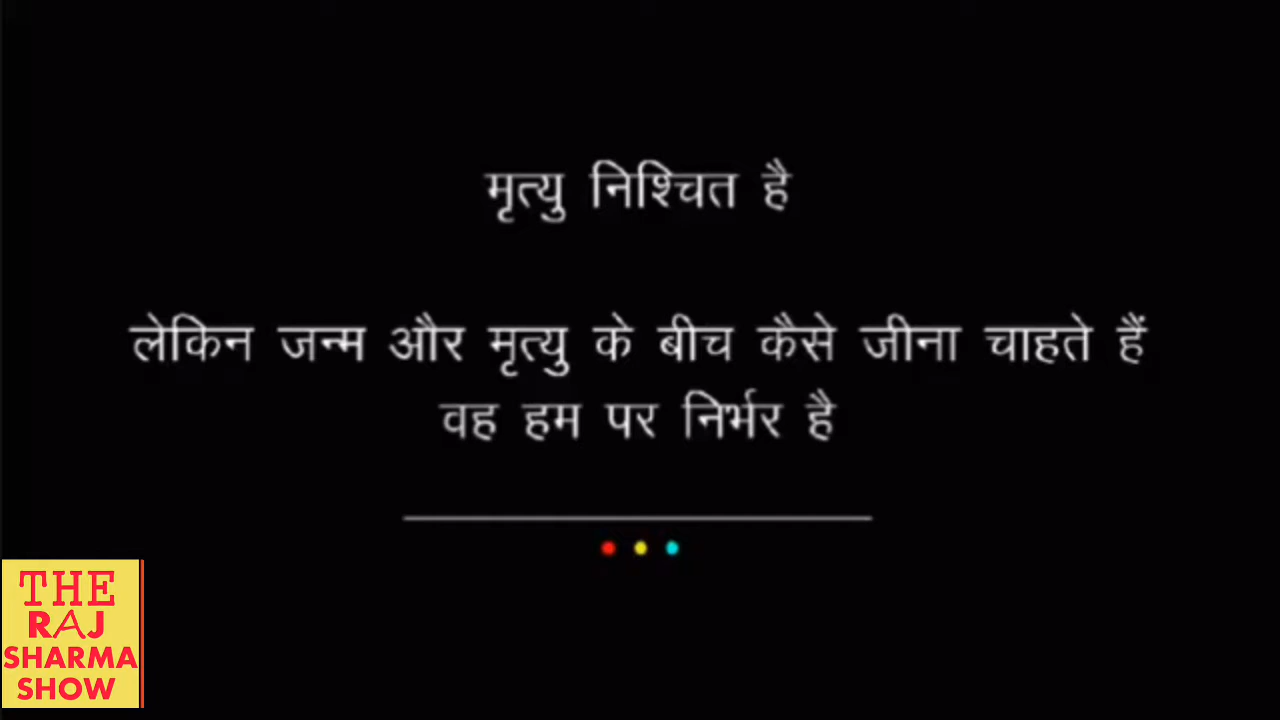 मृत्यु निश्चित है
लेकिन जन्म और मृत्यु के बीच कैसे जीना चाहते हैं
वह हम पर निर्भर है
THE
RAJ
SHARMA
SHOW